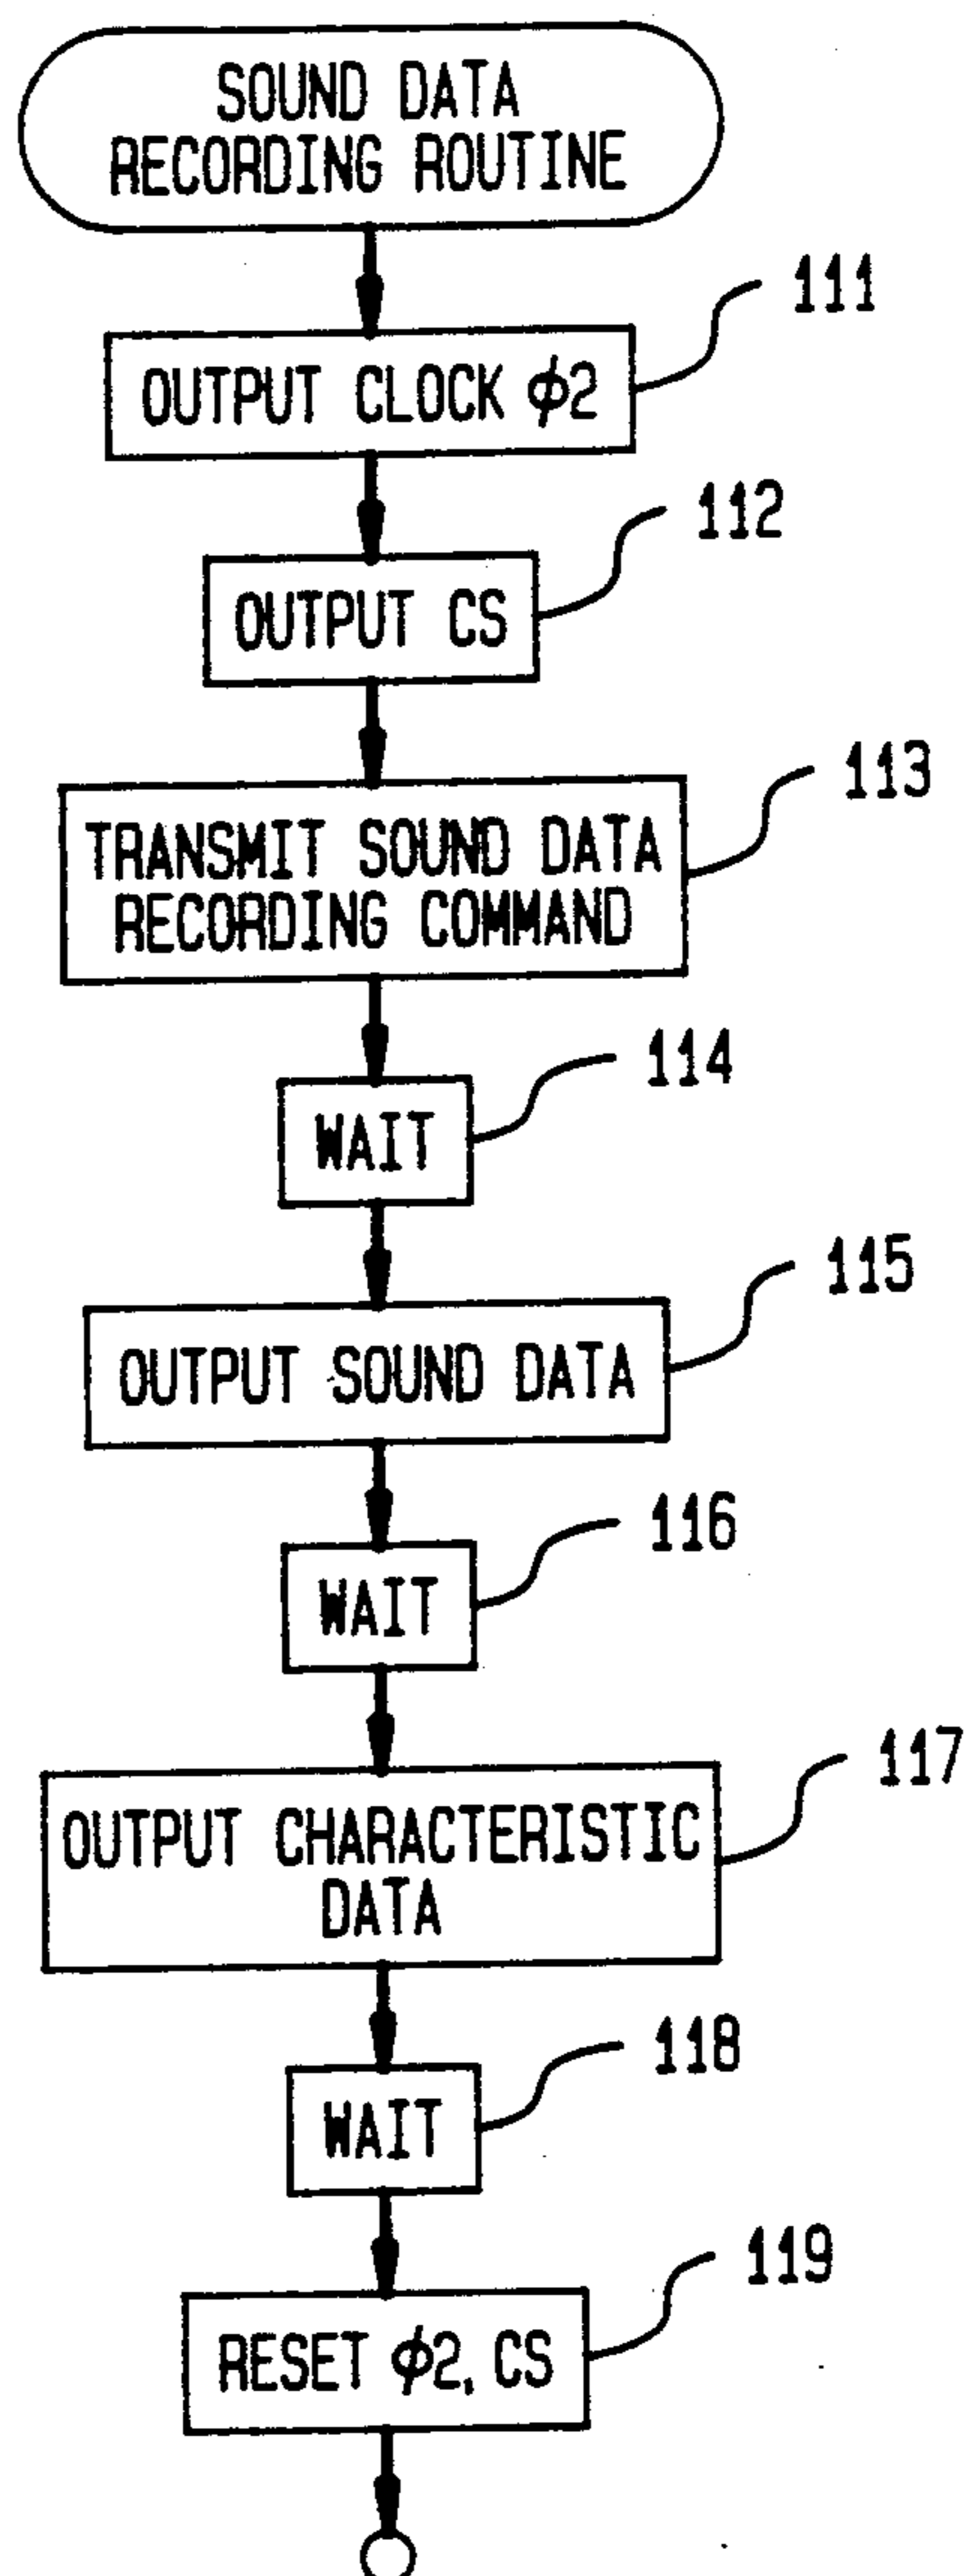 SOUND DATA
RECORDING ROUTINE
111
OUTPUT CLOCK ϕ2
112
OUTPUT CS
113
TRANSMIT SOUND DATA
RECORDING COMMAND
114
WAIT
115
OUTPUT SOUND DATA
116
WAIT
117
OUTPUT CHARACTERISTIC
DATA
118
WAIT
119
RESET ϕ2, CS